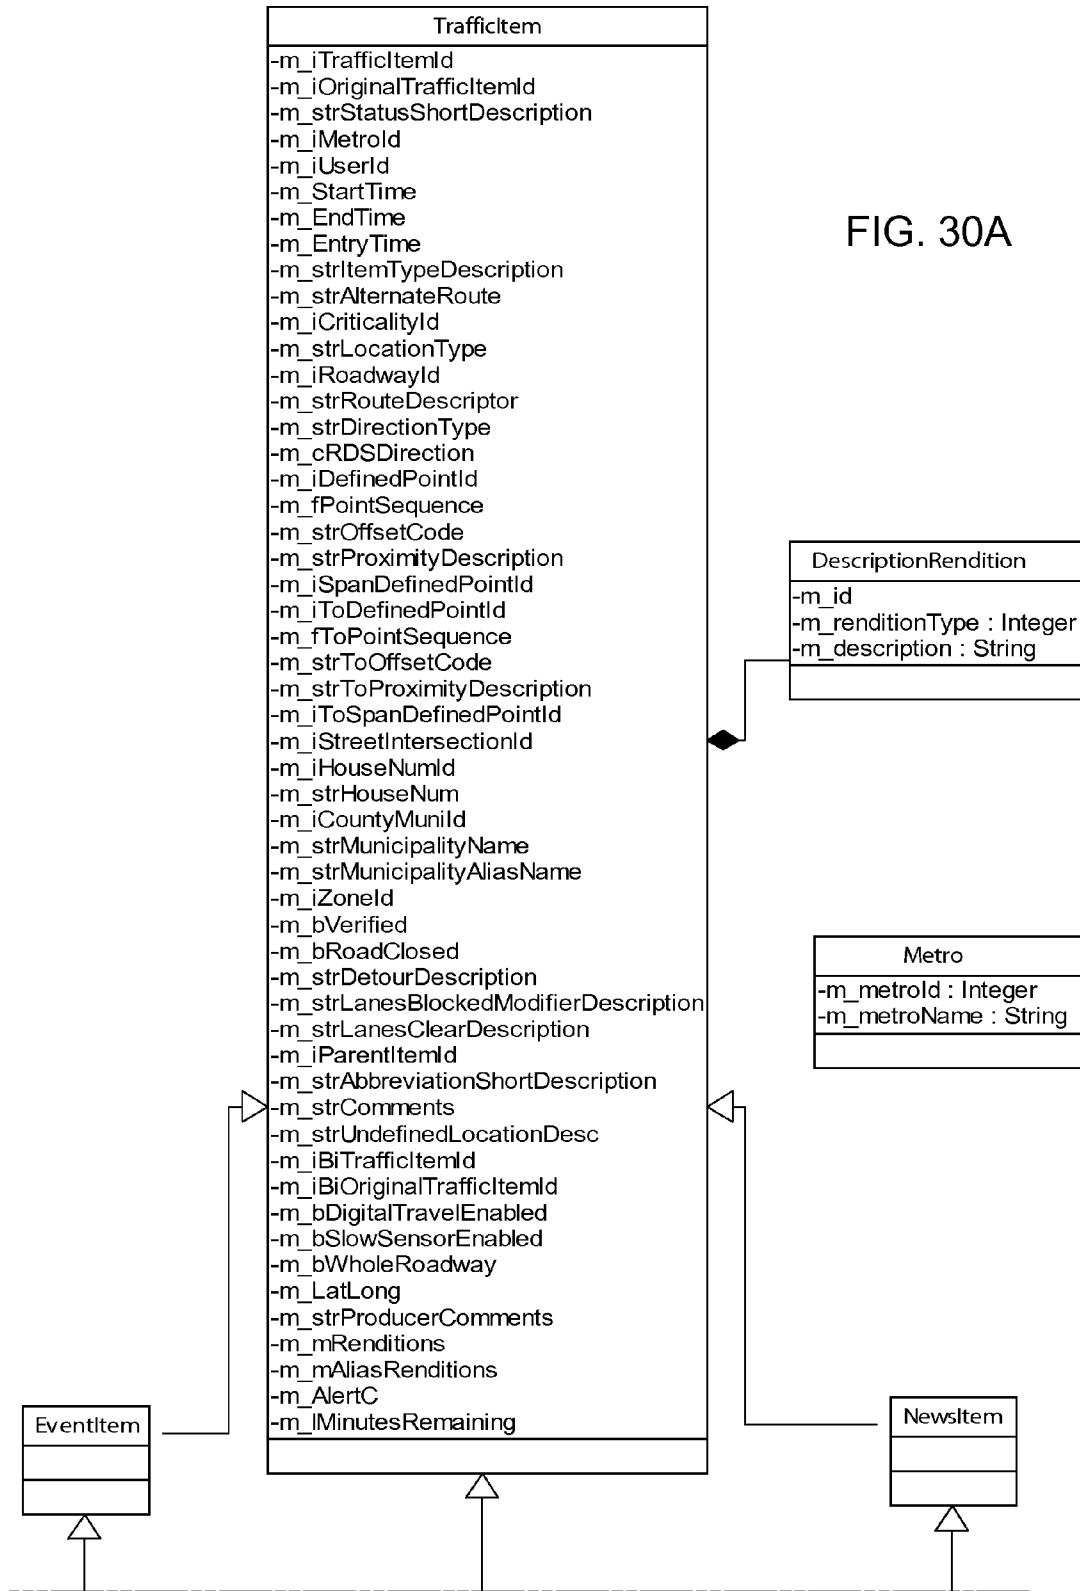 TrafficItem
-m_iTrafficItemId
-m_iOriginalTrafficItemId
-m_strStatusShortDescription
-m_iMetroId
-m_iUserId
-m_StartTime
-m_EndTime
-m_EntryTime
-m_strItemTypeDescription
-m_strAlternateRoute
-m_iCriticalityId
-m_strLocationType
-m_iRoadwayId
-m_strRouteDescriptor
-m_strDirectionType
-m_cRDSDirection
-m_iDefinedPointId
-m_fPointSequence
-m_strOffsetCode
-m_strProximityDescription
-m_iSpanDefinedPointId
-m_iToDefinedPointId
-m_fToPointSequence
-m_strToOffsetCode
-m_strToProximityDescription
-m_iToSpanDefinedPointId
-m_iStreetIntersectionId
-m_iHouseNumId
-m_strHouseNum
-m_iCountyMuniId
-m_strMunicipalityName
-m_strMunicipalityAliasName
-m_iZoneId
-m_bVerified
-m_bRoadClosed
-m_strDetourDescription
-m_strLanesBlockedModifierDescription
-m_strLanesClearDescription
-m_iParentItemId
-m_strAbbreviationShortDescription
-m_strComments
-m_strUndefinedLocationDesc
-m_iBiTrafficItemId
-m_iBiOriginalTrafficItemId
-m_bDigitalTravelEnabled
-m_bSlowSensorEnabled
-m_bWholeRoadway
-m_LatLong
-m_strProducerComments
-m_mRenditions
-m_mAliasRenditions
-m_AlertC
-m_lMinutesRemaining
FIG. 30A
DescriptionRendition
-m_id
-m_renditionType : Integer
-m_description : String
Metro
-m_metroId : Integer
-m_metroName : String
EventItem
NewsItem